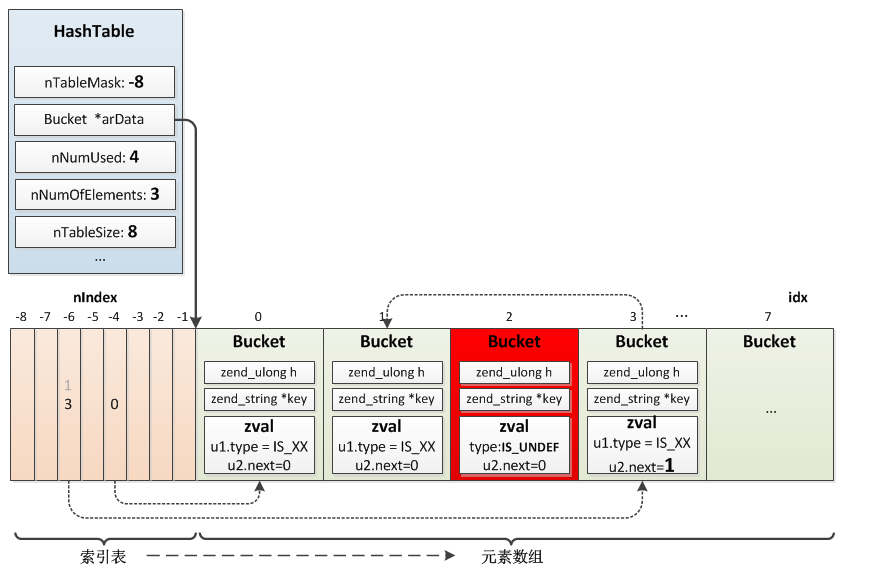 HashTable
nTableMask: -8
Bucket *arData
nNumUsed: 4
nNumOfElements: 3
nTableSize: 8
...
nIndex
idx
-8 -7 -6 -5 -4 -3 -2 -1 0 1 2 3 ... 7
Bucket Bucket Bucket Bucket Bucket
zend_ulong h zend_ulong h zend_ulong h zend_ulong h
1
3 0
zend_string *key zend_string *key zend_string *key zend_string *key
...
zval zval zval zval
u1.type = IS_XX u1.type = IS_XX type:IS_UNDEF u1.type = IS_XX
u2.next=0 u2.next=0 u2.next=0 u2.next=1
索引表 元素数组